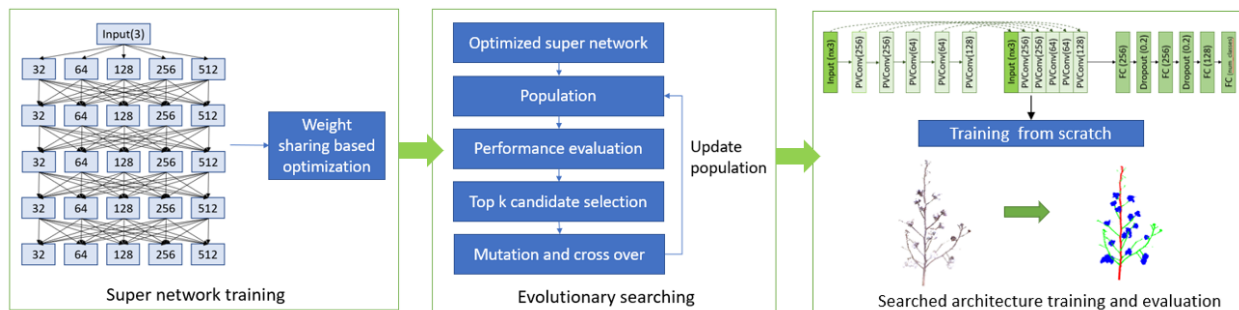 Input(3)
32 64 128 256 512
32 64 128 256 512
32 64 128 256 512
32 64 128 256 512
32 64 128 256 512
Weight
sharing based
optimization
Super network training
Optimized super network
Population
Performance evaluation
Top k candidate selection
Mutation and cross over
Update
population
Evolutionary searching
Input (nx3)
PVConv(256)
PVConv(256)
PVConv(64)
PVConv(64)
PVConv(128)
Input (nx3)
PVConv(256)
PVConv(256)
PVConv(64)
PVConv(64)
PVConv(128)
FC (256)
Dropout (0.2)
FC (256)
Dropout (0.2)
FC (128)
FC (num_classes)
Training from scratch
Searched architecture training and evaluation